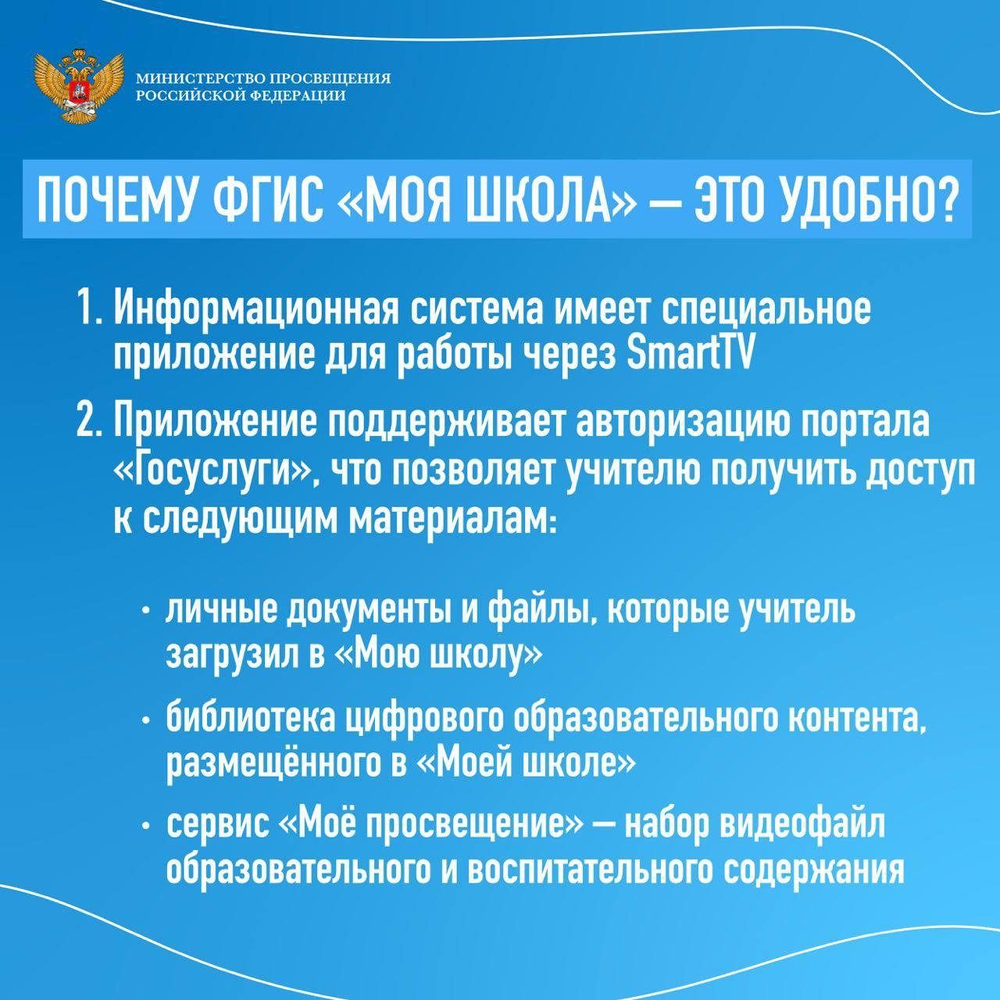 МИНИСТЕРСТВО ПРОСВЕЩЕНИЯ
РОССИЙСКОЙ ФЕДЕРАЦИИ
ПОЧЕМУ ФГИС «МОЯ ШКОЛА» – ЭТО УДОБНО?
1. Информационная система имеет специальное
приложение для работы через SmartTV
2. Приложение поддерживает авторизацию портала
«Госуслуги», что позволяет учителю получить доступ
к следующим материалам:
· личные документы и файлы, которые учитель
загрузил в «Мою школу»
· библиотека цифрового образовательного контента,
размещённого в «Моей школе»
· сервис «Моё просвещение» – набор видеофайл
образовательного и воспитательного содержания